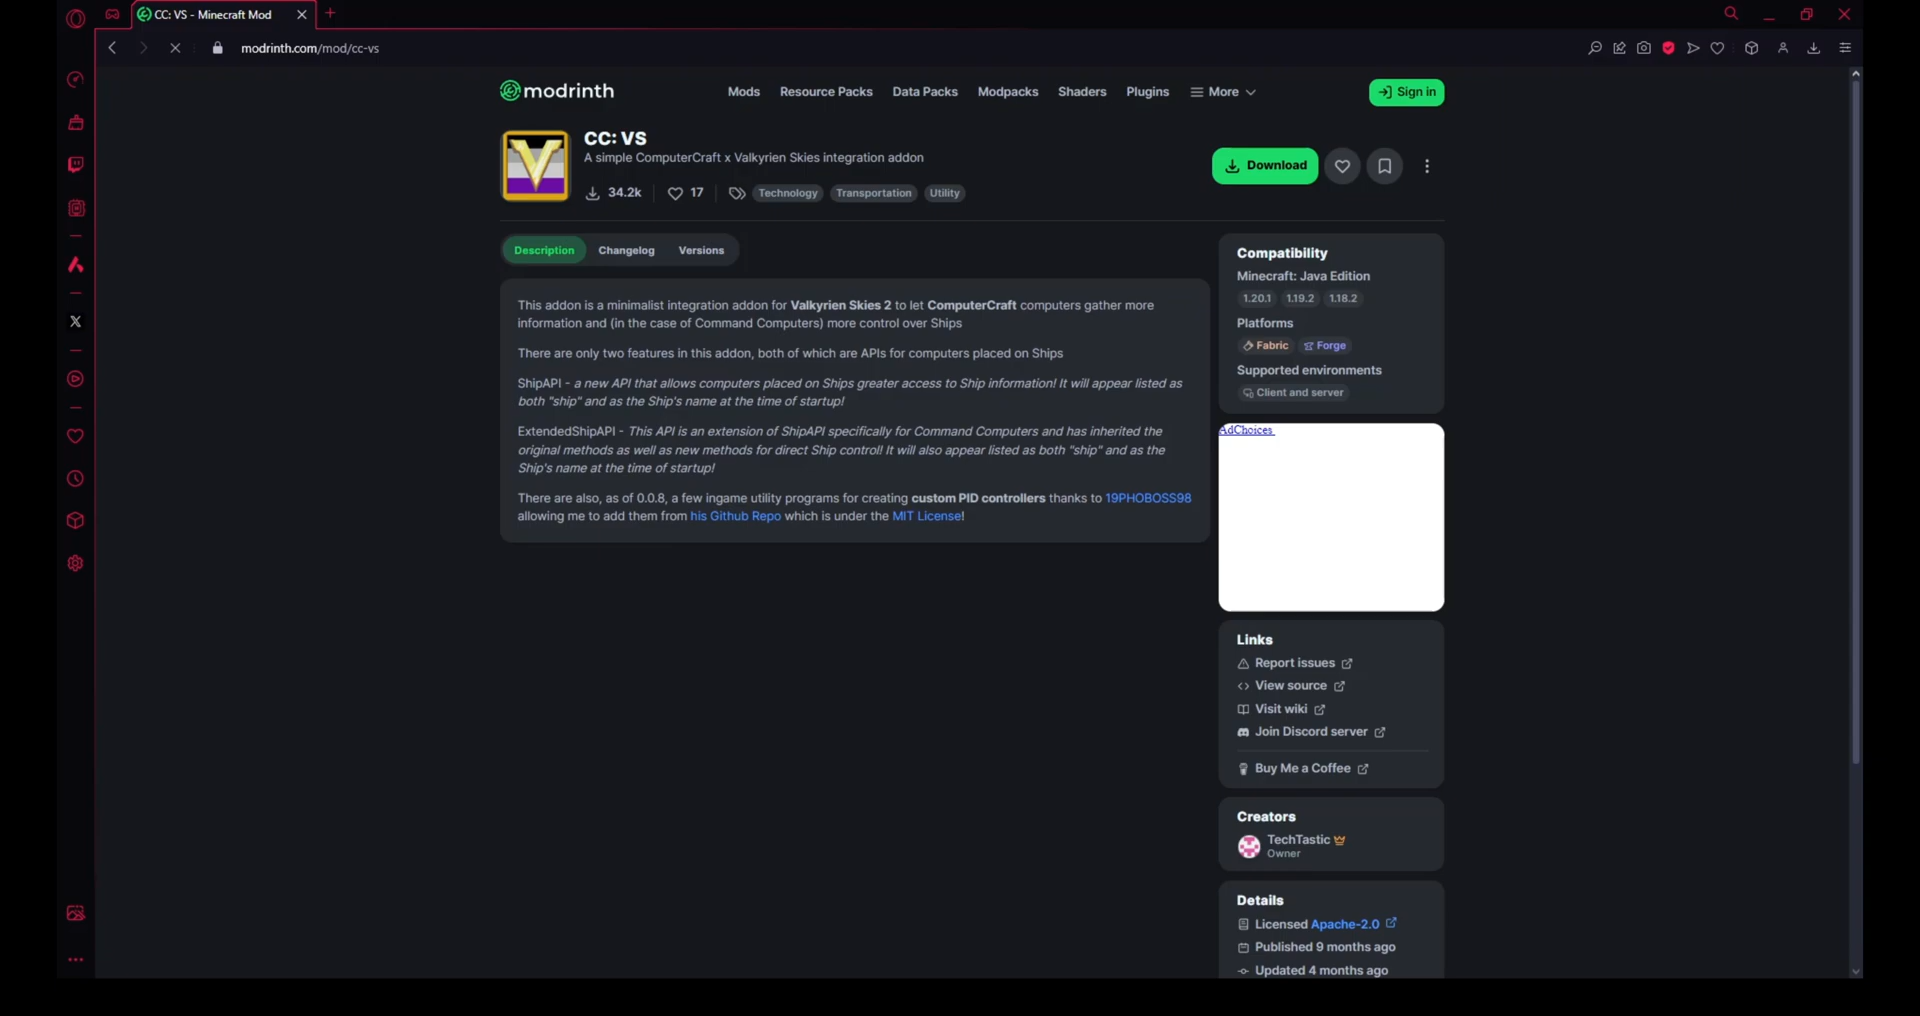 CC: VS - Minecraft Mod
modrinth.com/mod/cc-vs
modrinth
Mods
Resource Packs
Data Packs
Modpacks
Shaders
Plugins
More
Sign in
CC: VS
A simple ComputerCraft x Valkyrien Skies integration addon
34.2k
17
Technology
Transportation
Utility
Download
Description
Changelog
Versions
This addon is a minimalist integration addon for Valkyrien Skies 2 to let ComputerCraft computers gather more
information and (in the case of Command Computers) more control over Ships
There are only two features in this addon, both of which are APIs for computers placed on Ships
ShipAPI - a new API that allows computers placed on Ships greater access to Ship information! It will appear listed as
both "ship" and as the Ship's name at the time of startup!
ExtendedShipAPI - This API is an extension of ShipAPI specifically for Command Computers and has inherited the
original methods as well as new methods for direct Ship control! It will also appear listed as both "ship" and as the
Ship's name at the time of startup!
There are also, as of 0.0.8, a few ingame utility programs for creating custom PID controllers thanks to 19PHOBOSS98
allowing me to add them from his Github Repo which is under the MIT License!
Compatibility
Minecraft: Java Edition
1.20.1 1.19.2 1.18.2
Platforms
Fabric Forge
Supported environments
Client and server
AdChoices
Links
Report issues
View source
Visit wiki
Join Discord server
Buy Me a Coffee
Creators
TechTastic
Owner
Details
Licensed Apache-2.0
Published 9 months ago
Updated 4 months ago